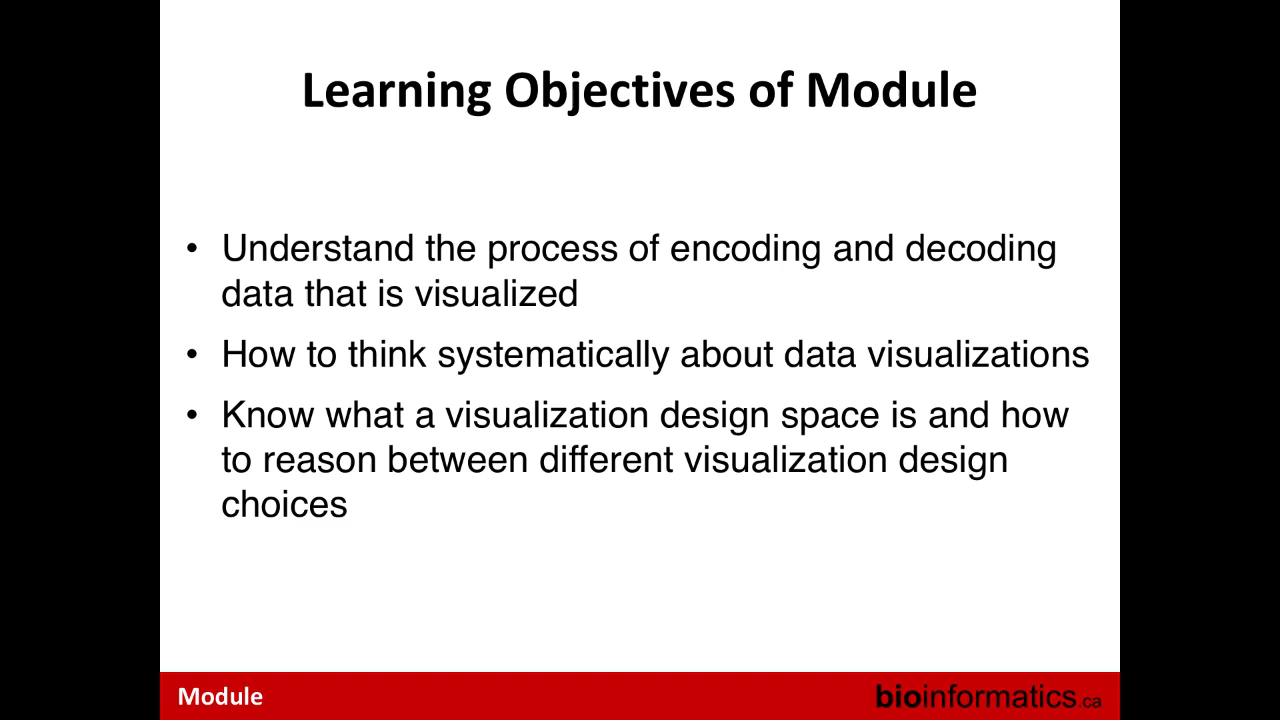 Learning Objectives of Module
• Understand the process of encoding and decoding
data that is visualized
• How to think systematically about data visualizations
• Know what a visualization design space is and how
to reason between different visualization design
choices
Module
bioinformatics.ca